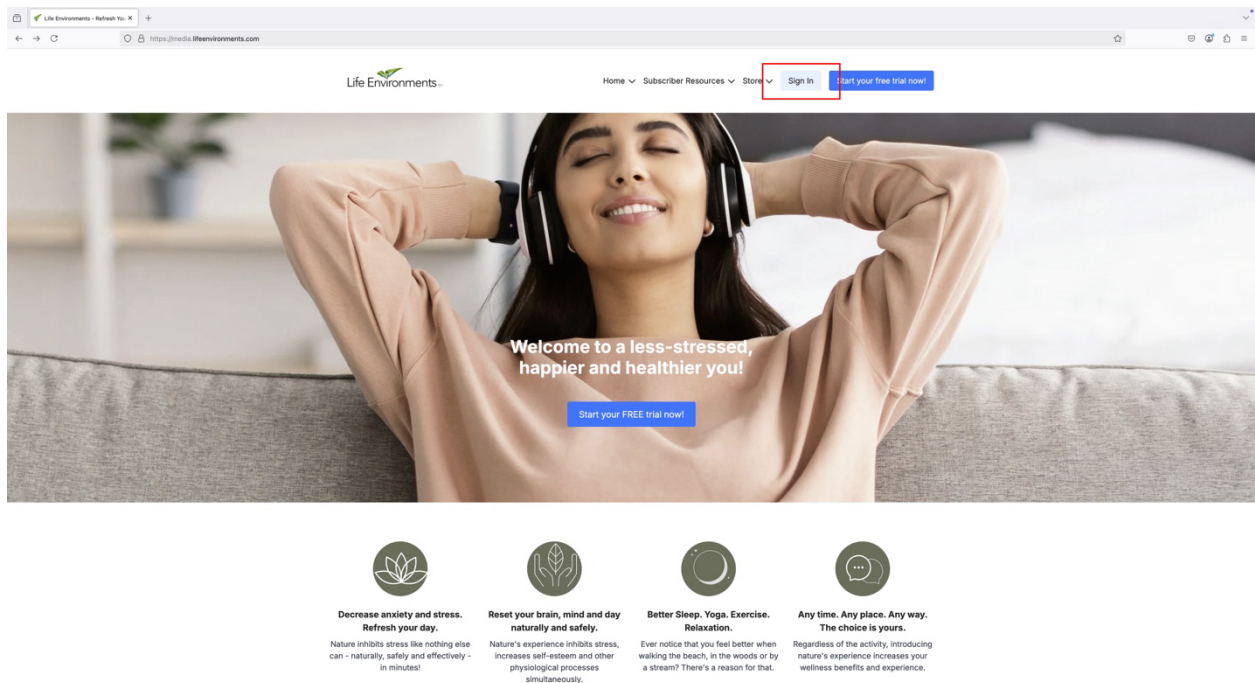 Life Environments - Refresh You
https://media.lifeenvironments.com
Life Environments
Home Subscriber Resources Store Sign In Start your free trial now!
Welcome to a less-stressed,
happier and healthier you!
Start your FREE trial now!
Decrease anxiety and stress.
Refresh your day.
Nature inhibits stress like nothing else
can - naturally, safely and effectively -
in minutes!
Reset your brain, mind and day
naturally and safely.
Nature's experience inhibits stress,
increases self-esteem and other
physiological processes
simultaneously.
Better Sleep. Yoga. Exercise.
Relaxation.
Ever notice that you feel better when
walking the beach, in the woods or by
a stream? There's a reason for that.
Any time. Any place. Any way.
The choice is yours.
Regardless of the activity, introducing
nature's experience increases your
wellness benefits and experience.